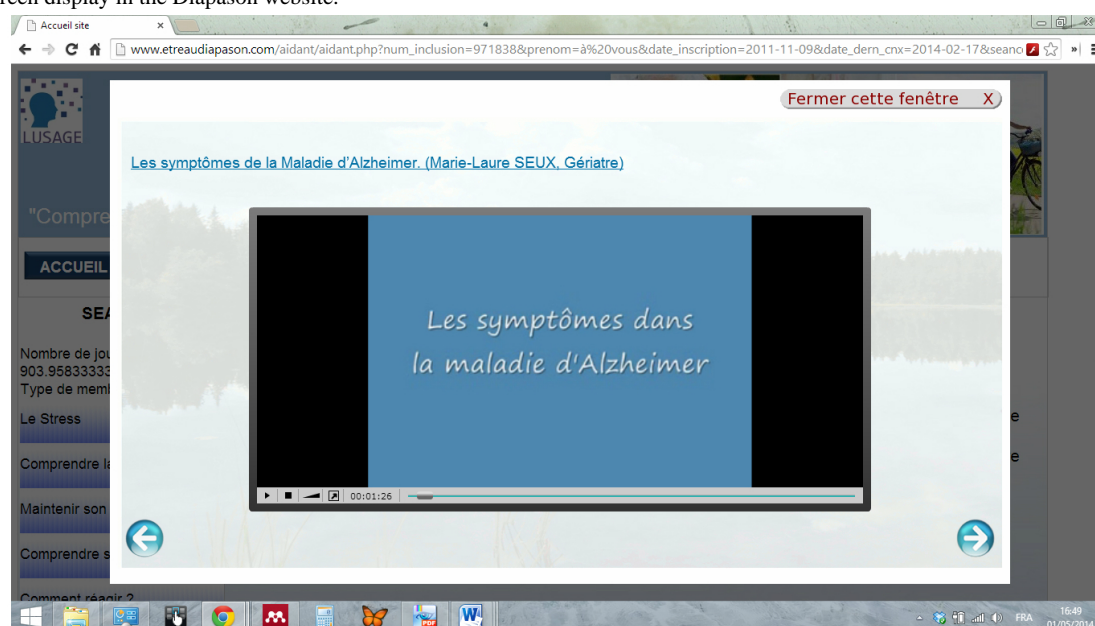 reen display in the Diapason website.
Accueil site
www.etreaudiapason.com/aidant/aidant.php?num_inclusion=971838&prenom=à%20vous&date_inscription=2011-11-09&date_dern_cnx=2014-02-17&seanc
Fermer cette fenêtre X
LUSAGE
Les symptômes de la Maladie d'Alzheimer. (Marie-Laure SEUX, Gériatre)
"Compre
ACCUEIL
Les symptômes dans
la maladie d'Alzheimer
SEA
Nombre de jou
903.95833333
Type de memb
Le Stress
e
Comprendre la
e
00:01:26
Maintenir son
Comprendre s
Comment réagir ?
FRA
16:49
01/05/2014